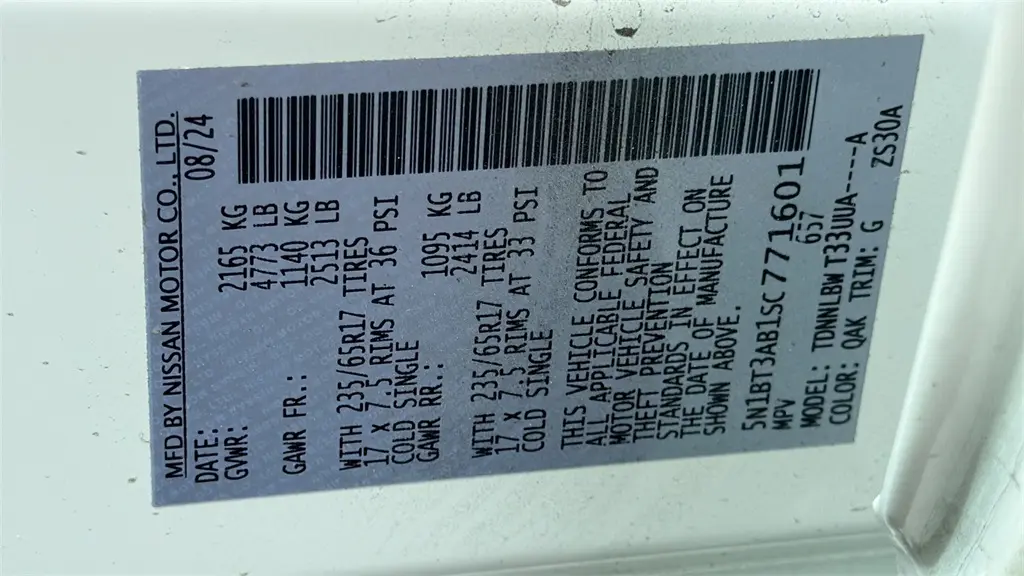 MFD BY NISSAN MOTOR CO., LTD.
DATE: 08/24
GVWR: 2165 KG
4773 LB
GAWR FR.: 1140 KG
2513 LB
WITH 235/65R17 TIRES
17 X 7.5 RIMS AT 36 PSI
COLD SINGLE
GAWR RR.: 1095 KG
2414 LB
WITH 235/65R17 TIRES
17 X 7.5 RIMS AT 33 PSI
COLD SINGLE
THIS VEHICLE CONFORMS TO
ALL APPLICABLE FEDERAL
MOTOR VEHICLE SAFETY AND
THEFT PREVENTION
STANDARDS IN EFFECT ON
THE DATE OF MANUFACTURE
SHOWN ABOVE.
5N1BT3AB1SC771601
MPV 657
MODEL: TDNNLBW T33UUA-----A
COLOR: QAK TRIM: G ZS30A